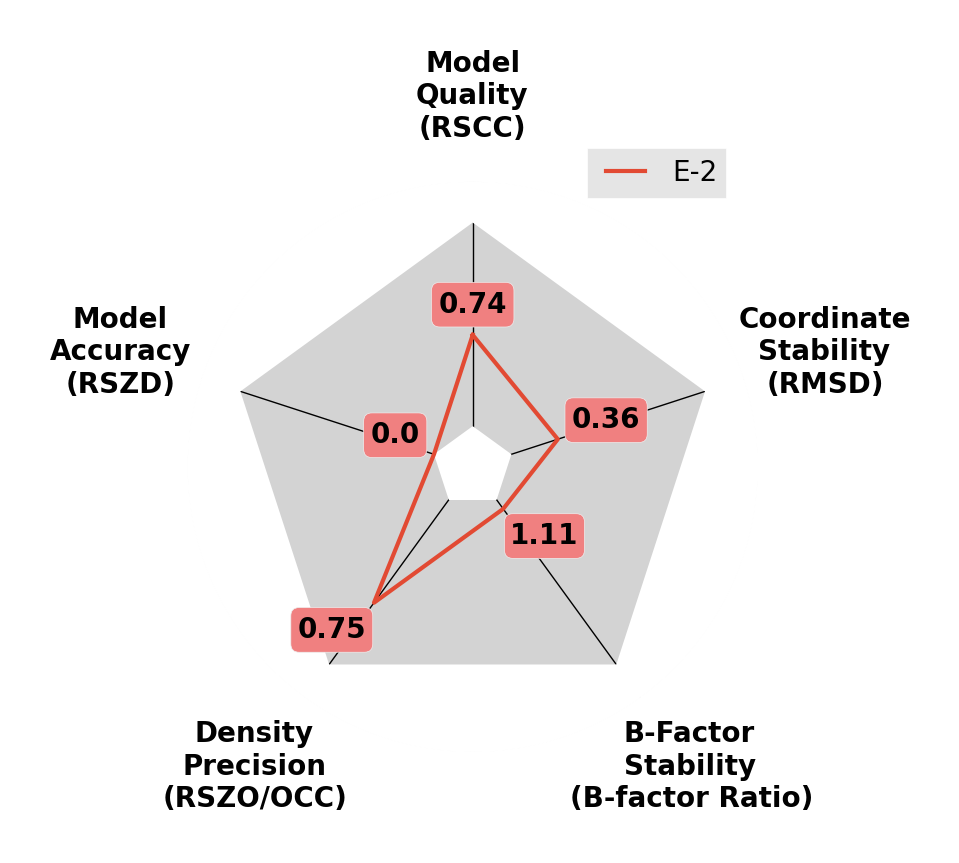 Model
Quality
(RSCC)
E-2
0.74
Model
Accuracy
(RSZD)
Coordinate
Stability
(RMSD)
0.36
0.0
1.11
0.75
Density
Precision
(RSZO/OCC)
B-Factor
Stability
(B-factor Ratio)